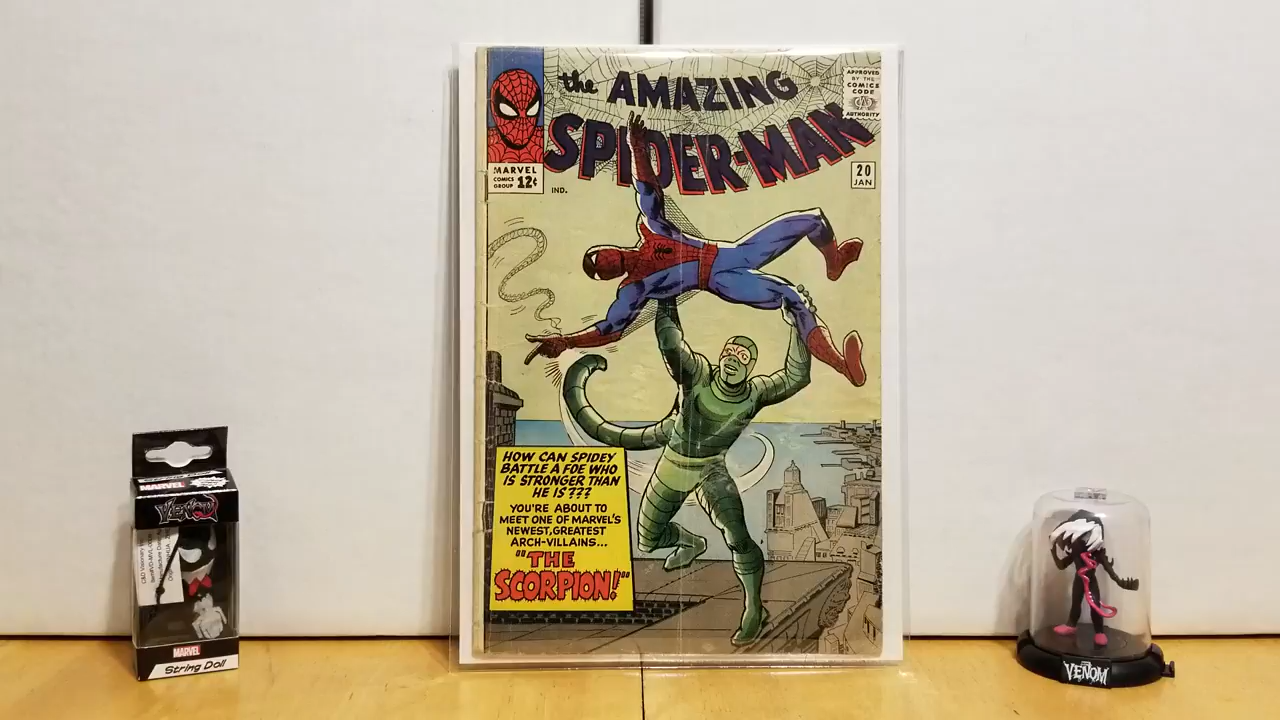 the AMAZING
SPIDER-MAN
APPROVED
BY THE
COMICS
CODE
AUTHORITY
MARVEL
COMICS
GROUP 12¢
IND.
20
JAN
HOW CAN SPIDEY
BATTLE A FOE WHO
IS STRONGER THAN
HE IS???
YOU'RE ABOUT TO
MEET ONE OF MARVEL'S
NEWEST, GREATEST
ARCH-VILLAINS...
"THE
SCORPION!"
MARVEL
VENOM
MARVEL
String Doll
VENOM